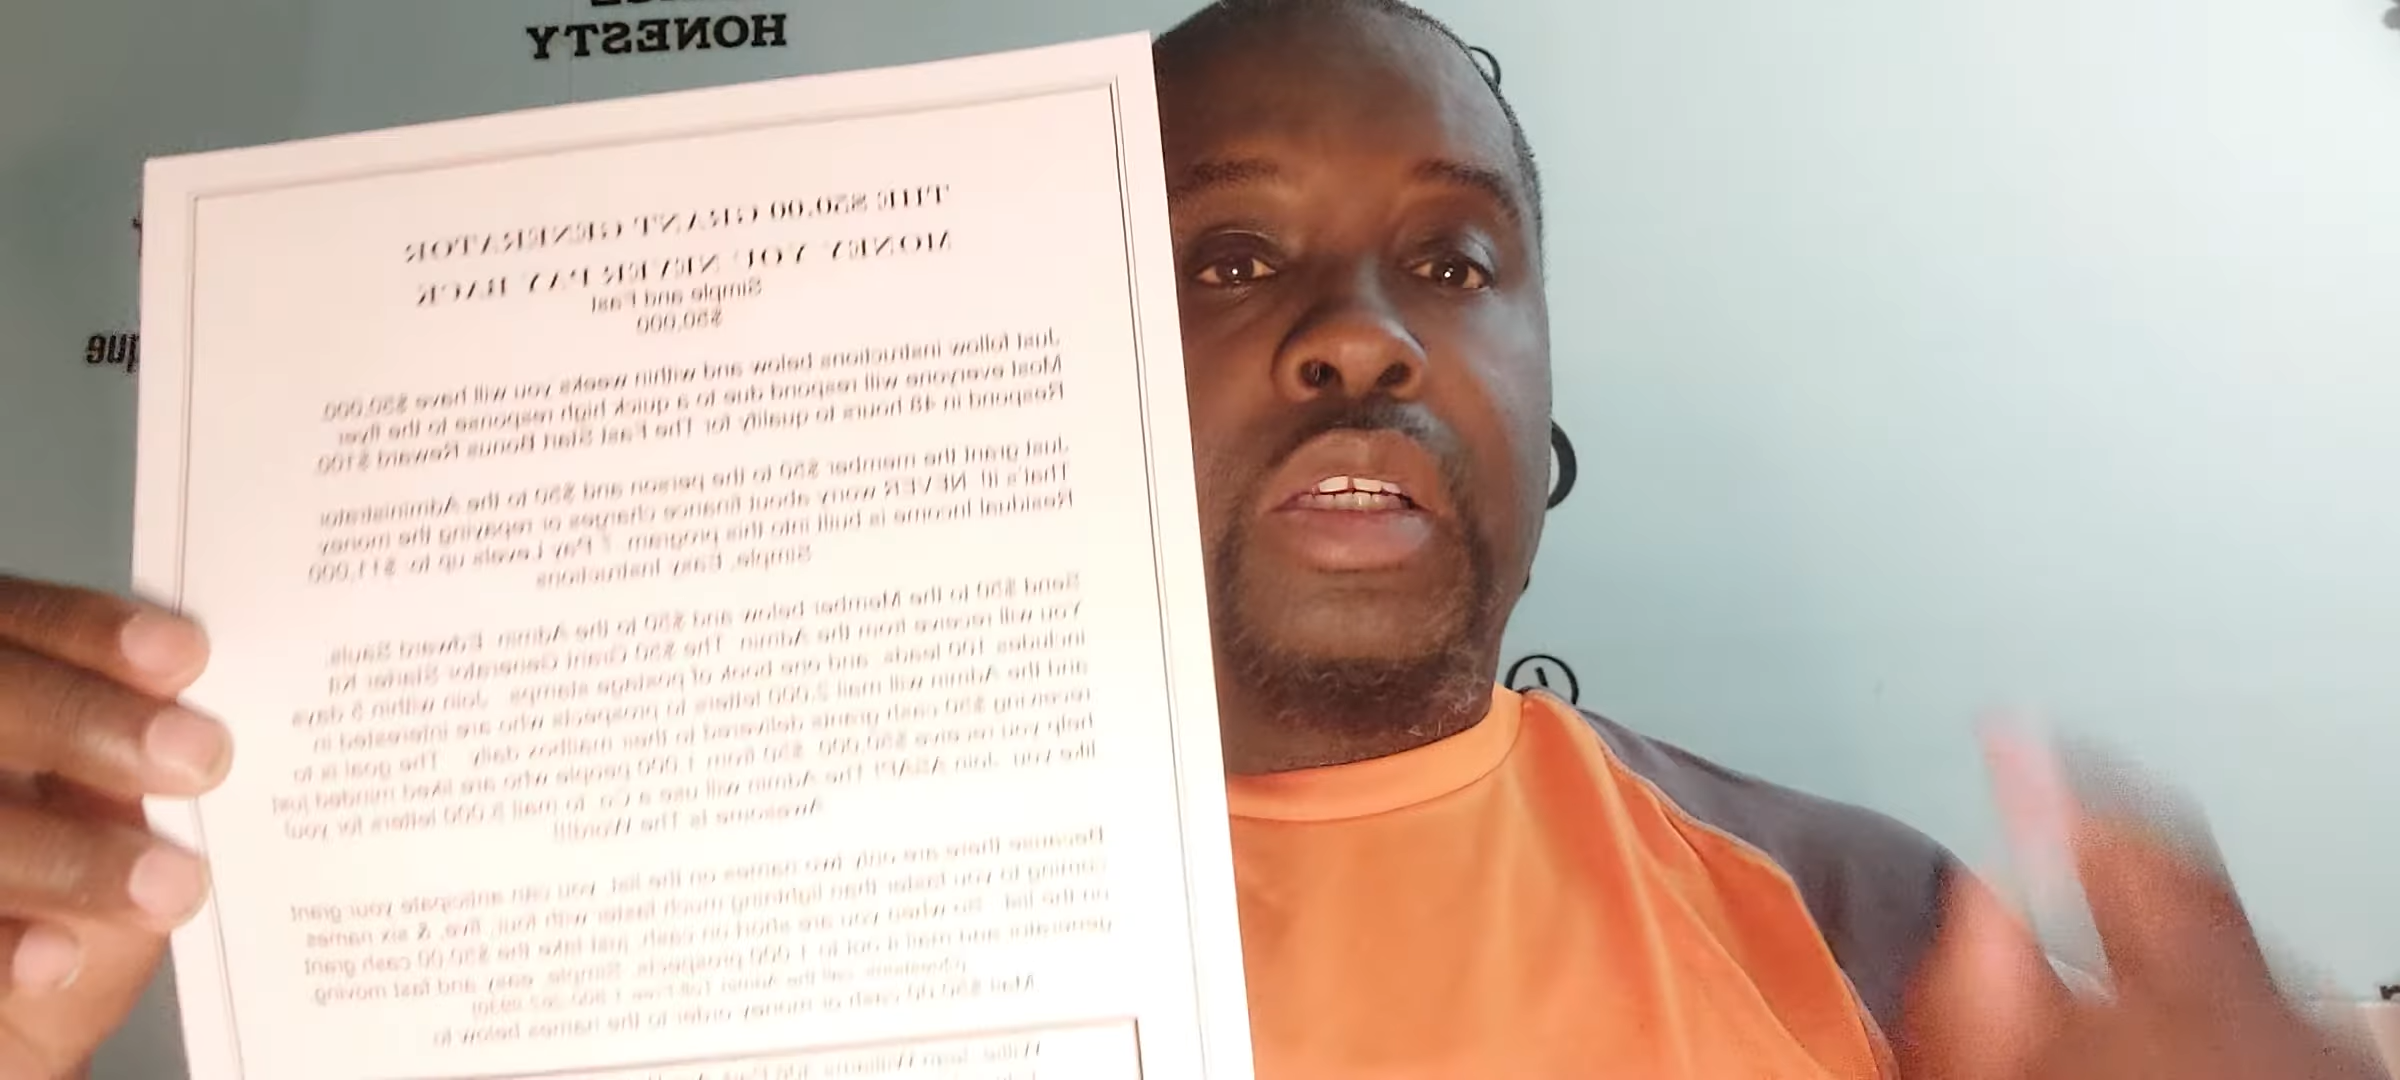 HONESTY
THE $50.00 GRANT GENERATOR
MONEY YOU NEVER PAY BACK
Simple and Fast
$50,000
Just follow instructions below and within weeks you will have $50,000
Most everyone will respond due to a quick high response to the flyer
Respond in 48 hours to qualify for The Fast Start Bonus Reward $100
Just grant the member $50 to the person and $50 to the Administrator
That's it! NEVER worry about finance charges or repaying the money
Residual Income is built into this program 7 Pay Levels up to $11,000
Simple, Easy Instructions
Send $50 to the Member below and $50 to the Admin Edward Sauls.
You will receive from the Admin The $50 Grant Generator Starter Kit
includes 100 leads, and one book of postage stamps Join within 5 days
and the Admin will mail 2,000 letters to prospects who are interested in
receiving $50 cash grants delivered to their mailbox daily The goal is to
help you receive $50,000 $50 from 1,000 people who are liked minded just
like you Join ASAP! The Admin will use a Co. to mail 5,000 letters for you!
Awesome Is The Word!!!
Because there are only two names on the list, you can anticipate your grant
coming to you faster than lightning much faster with four, five, & six names
on the list. So when you are short on cash, just take the $50.00 cash grant
generator and mail it out to 1,000 prospects. Simple, easy and fast moving.
call the Admin Toll Free
Mail $50.00 cash or money order to the names below to
Willie Jean Williams